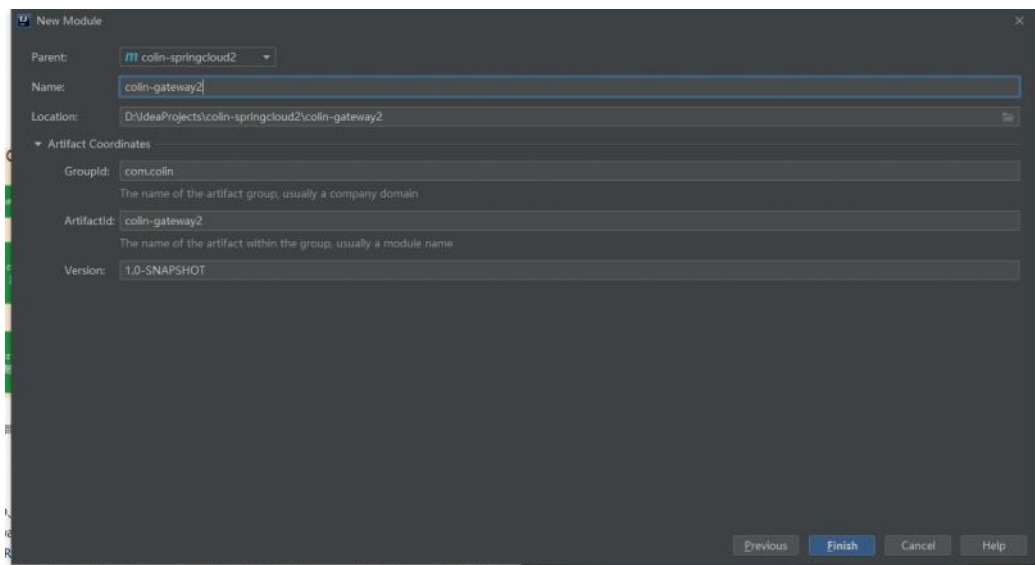 New Module
Parent: colin-springcloud2
Name: colin-gateway2
Location: D:\IdeaProjects\colin-springcloud2\colin-gateway2
Artifact Coordinates
GroupId: com.colin
The name of the artifact group, usually a company domain
ArtifactId: colin-gateway2
The name of the artifact within the group, usually a module name
Version: 1.0-SNAPSHOT
Previous Finish Cancel Help